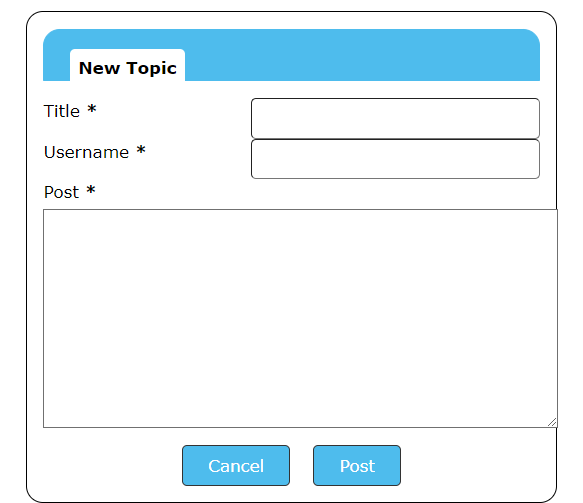 New Topic
Title *
Username *
Post *
Cancel Post